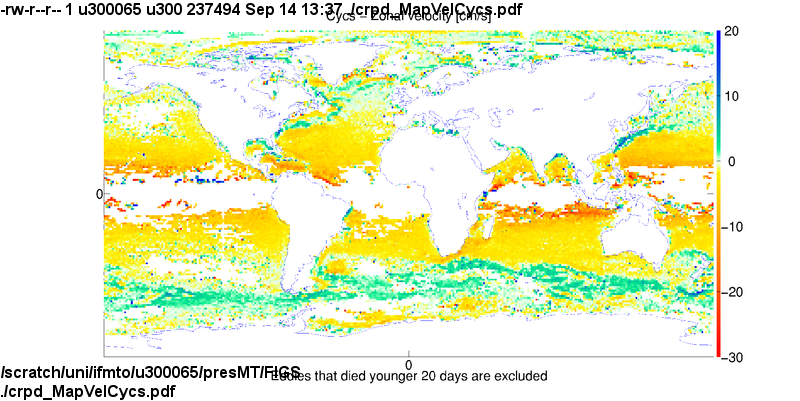 -rw-r--r-- 1 u300065 u300 237494 Sep 14 13:37 ./crpd_MapVelCycs.pdf
Cycs – Zonal velocity [cm/s]
20
10
0
−10
−20
−30
0
0
/scratch/uni/ifmto/u300065/presMT/FIGS
Eddies that died younger 20 days are excluded
./crpd_MapVelCycs.pdf